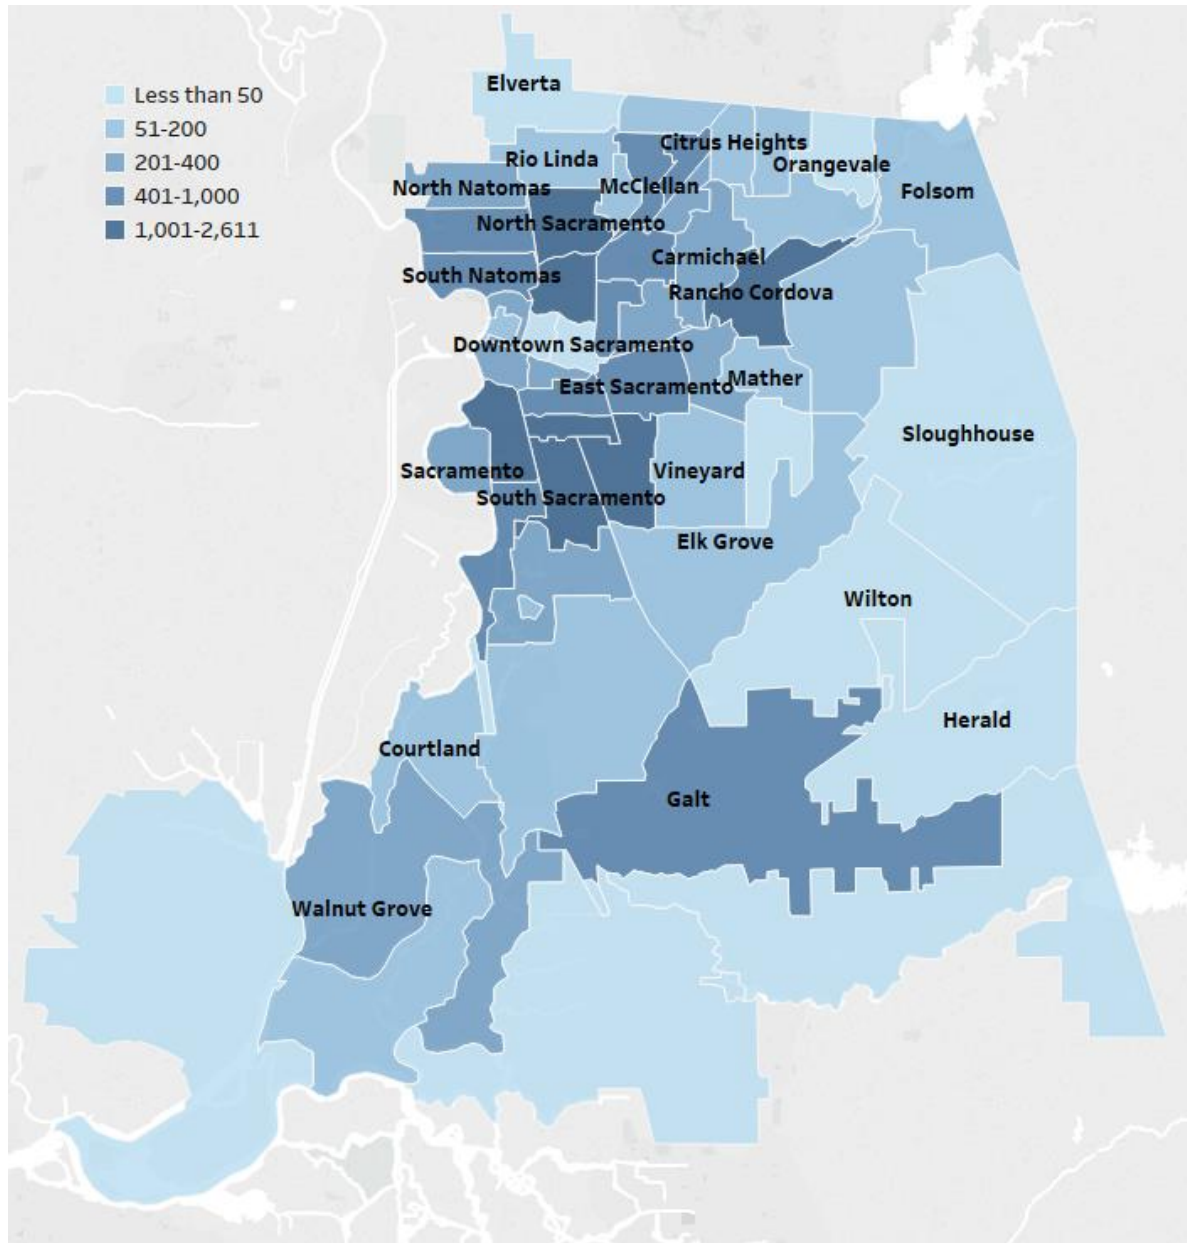 Less than 50
51-200
201-400
401-1,000
1,001-2,611
Elverta
Citrus Heights
Rio Linda
Orangevale
North Natomas
McClellan
Folsom
North Sacramento
Carmichael
South Natomas
Rancho Cordova
Downtown Sacramento
Mather
East Sacramento
Sloughhouse
Sacramento
Vineyard
South Sacramento
Elk Grove
Wilton
Herald
Courtland
Galt
Walnut Grove